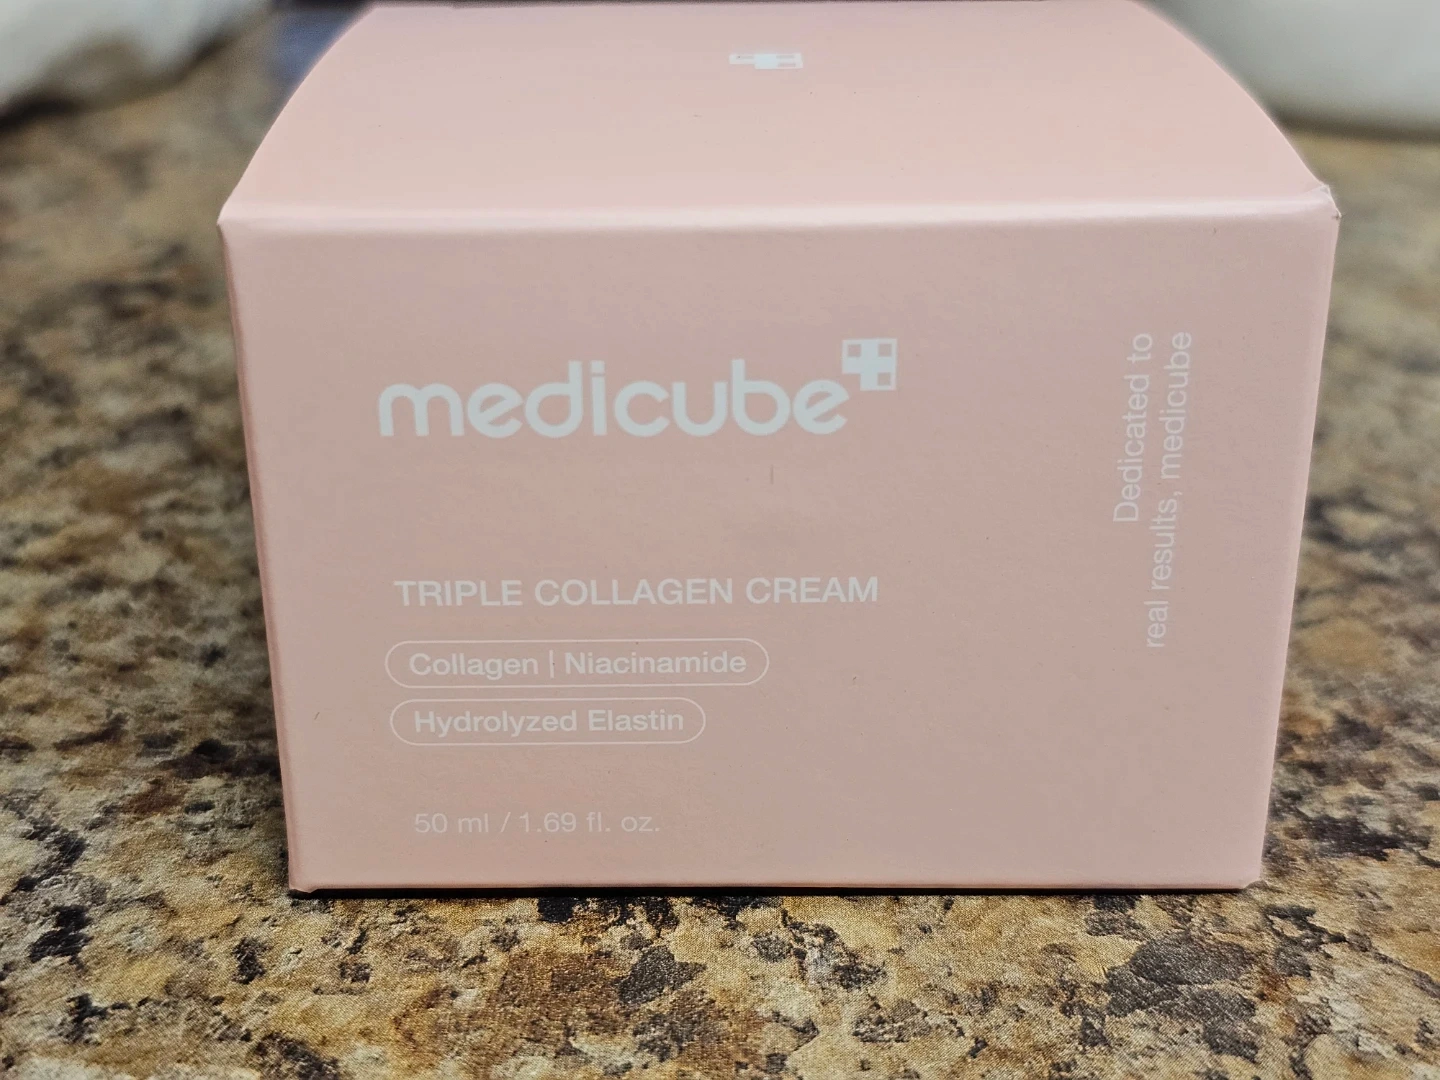 medicube
TRIPLE COLLAGEN CREAM
Collagen | Niacinamide
Hydrolyzed Elastin
50 ml / 1.69 fl. oz.
Dedicated to
real results, medicube